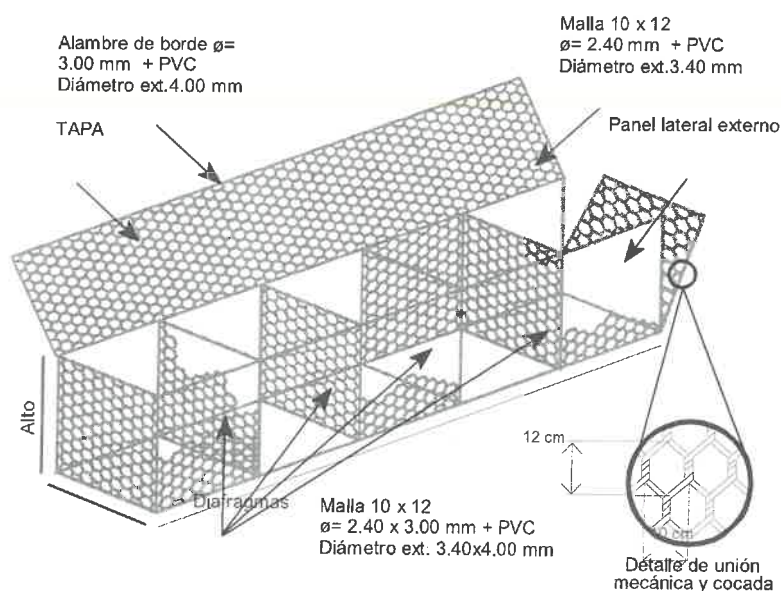 Alambre de borde ø=
3.00 mm + PVC
Diámetro ext.4.00 mm
TAPA
Malla 10 x 12
ø= 2.40 mm + PVC
Diámetro ext.3.40 mm
Panel lateral externo
Alto
Diafragmas
Malla 10 x 12
ø= 2.40 x 3.00 mm + PVC
Diámetro ext. 3.40x4.00 mm
12 cm
10 cm
Detalle de unión
mecánica y cocada